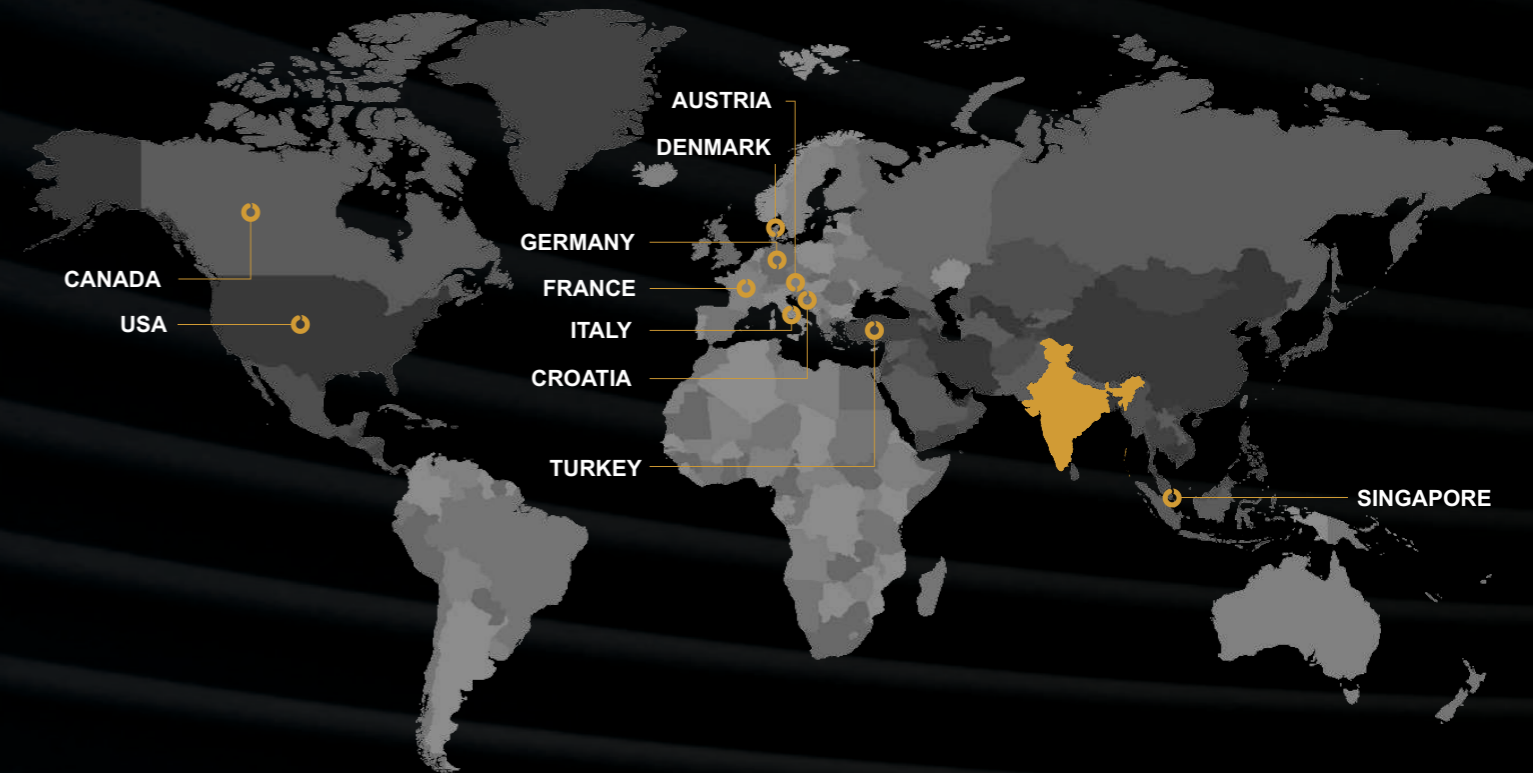 AUSTRIA
DENMARK
GERMANY
CANADA
FRANCE
USA
ITALY
CROATIA
TURKEY
SINGAPORE